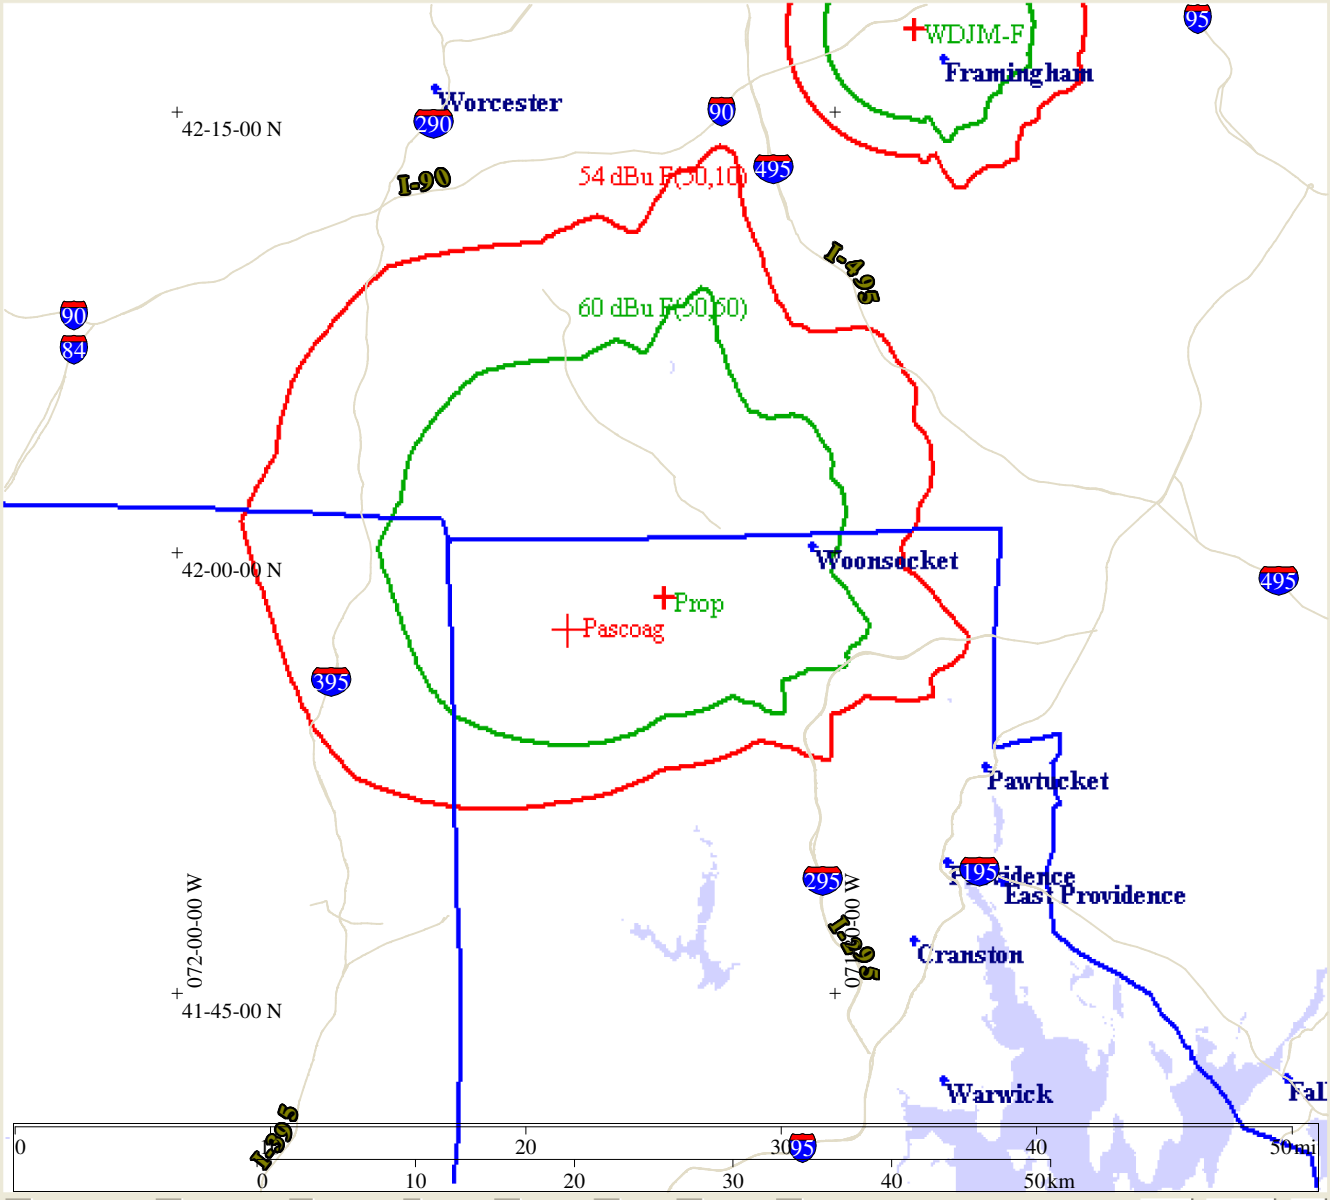 95
WDJM-F
Framingham
Worcester
90
290
42-15-00 N
495
54 dBu F(50,10)
I-90
I-495
90
60 dBu F(50,50)
84
Woonsocket
42-00-00 N
495
Prop
Pascoag
395
Pawtucket
Providence
195
295
East Providence
072-00-00 W
I-295
Cranston
41-45-00 N
Warwick
I-395
0
20
30
95
40
50mi
0
10
20
30
40
50km